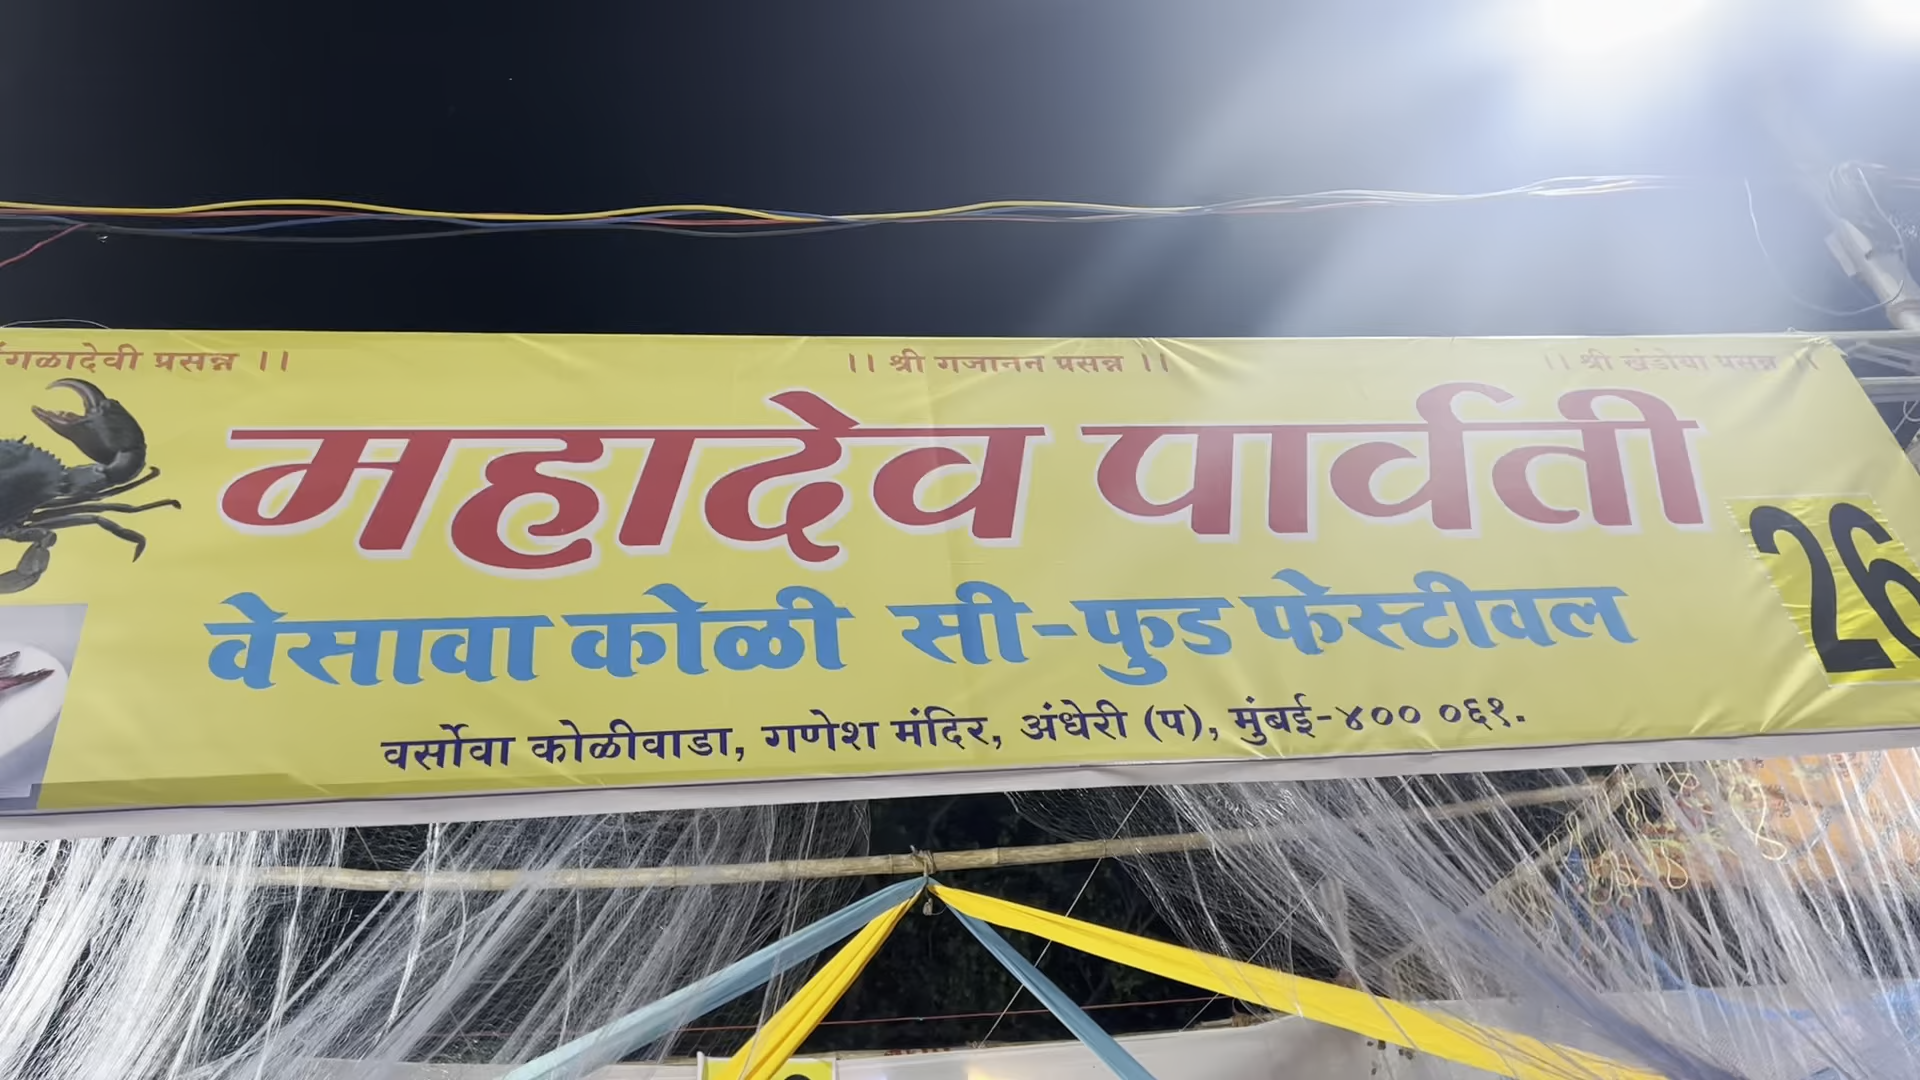 मंगळादेवी प्रसन्न ।।
।। श्री गजानन प्रसन्न ।।
।। श्री खंडोबा प्रसन्न ।।
महादेव पार्वती
26
वेसावा कोळी सी-फुड फेस्टीवल
वर्सोवा कोळीवाडा, गणेश मंदिर, अंधेरी (प), मुंबई-४०० ०६१.